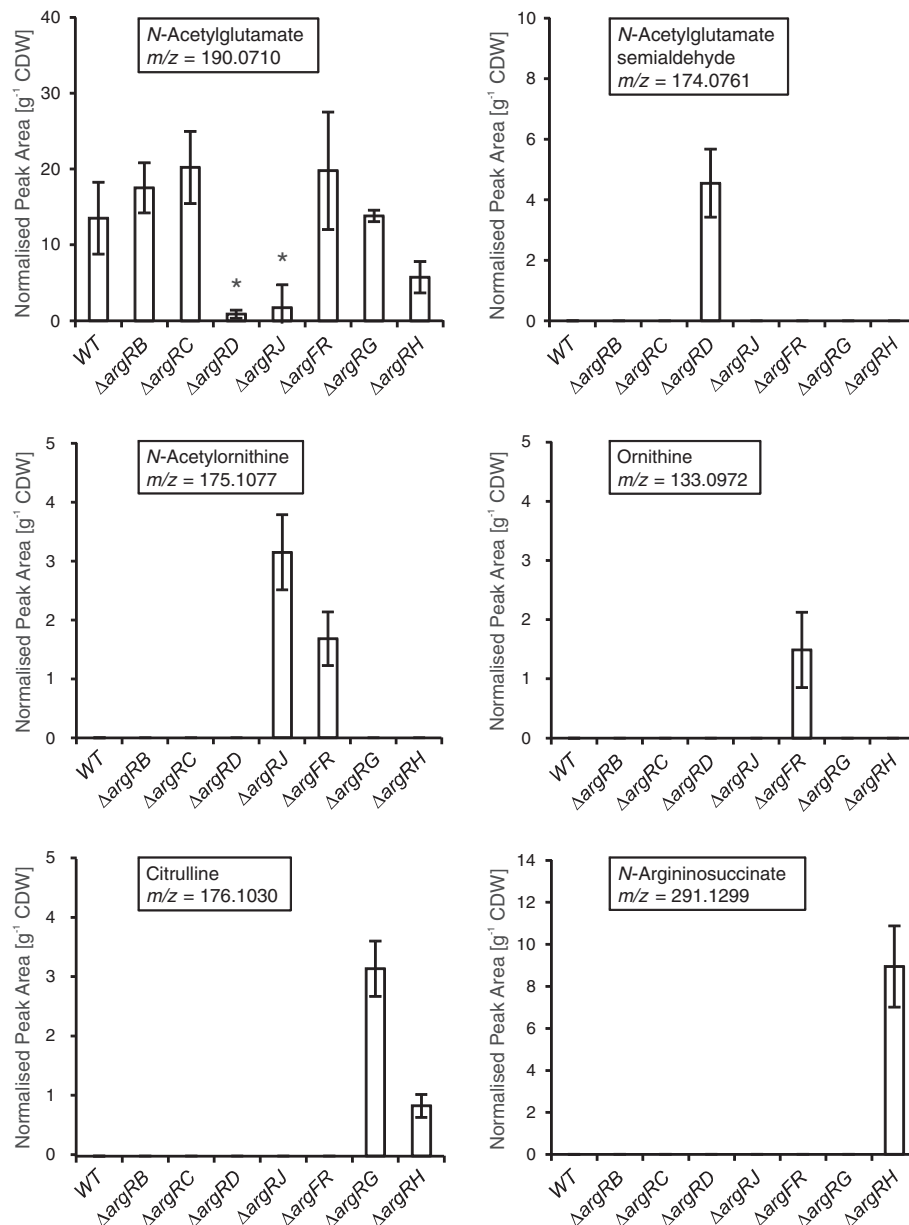 N-Acetylglutamate
m/z = 190.0710
Normalised Peak Area [g⁻¹ CDW]
40
30
20
10
0
* *
WT ΔargRB ΔargRC ΔargRD ΔargRJ ΔargFR ΔargRG ΔargRH
N-Acetylglutamate
semialdehyde
m/z = 174.0761
Normalised Peak Area [g⁻¹ CDW]
10
8
6
4
2
0
WT ΔargRB ΔargRC ΔargRD ΔargRJ ΔargFR ΔargRG ΔargRH
N-Acetylornithine
m/z = 175.1077
Normalised Peak Area [g⁻¹ CDW]
5
4
3
2
1
0
WT ΔargRB ΔargRC ΔargRD ΔargRJ ΔargFR ΔargRG ΔargRH
Ornithine
m/z = 133.0972
Normalised Peak Area [g⁻¹ CDW]
5
4
3
2
1
0
WT ΔargRB ΔargRC ΔargRD ΔargRJ ΔargFR ΔargRG ΔargRH
Citrulline
m/z = 176.1030
Normalised Peak Area [g⁻¹ CDW]
5
4
3
2
1
0
WT ΔargRB ΔargRC ΔargRD ΔargRJ ΔargFR ΔargRG ΔargRH
N-Argininosuccinate
m/z = 291.1299
Normalised Peak Area [g⁻¹ CDW]
14
12
10
8
6
4
2
0
WT ΔargRB ΔargRC ΔargRD ΔargRJ ΔargFR ΔargRG ΔargRH